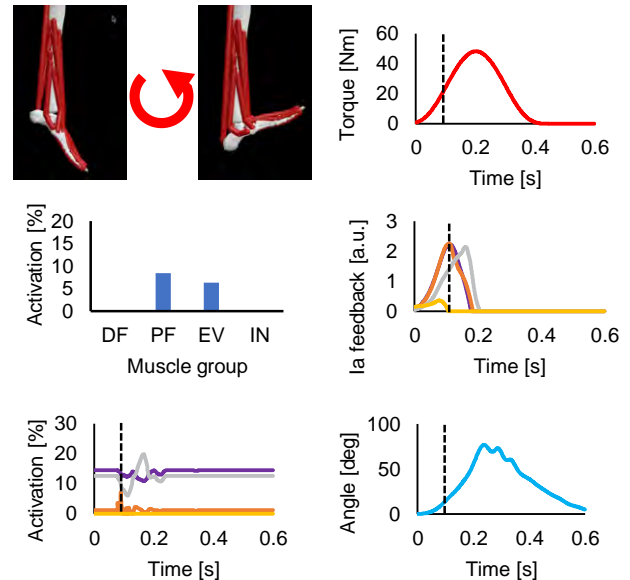 Torque [Nm]
60
40
20
0
0 0.2 0.4 0.6
Time [s]
Activation [%]
20
15
10
5
0
DF PF EV IN
Muscle group
Ia feedback [a.u.]
3
2
1
0
0 0.2 0.4 0.6
Time [s]
Activation [%]
30
20
10
0
0 0.2 0.4 0.6
Time [s]
Angle [deg]
100
50
0
0 0.2 0.4 0.6
Time [s]